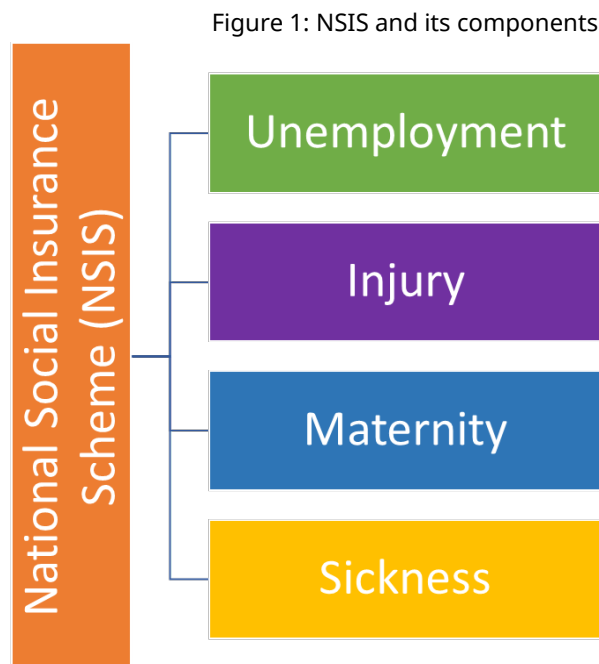 Figure 1: NSIS and its components
National Social Insurance
Scheme (NSIS)
Unemployment
Injury
Maternity
Sickness